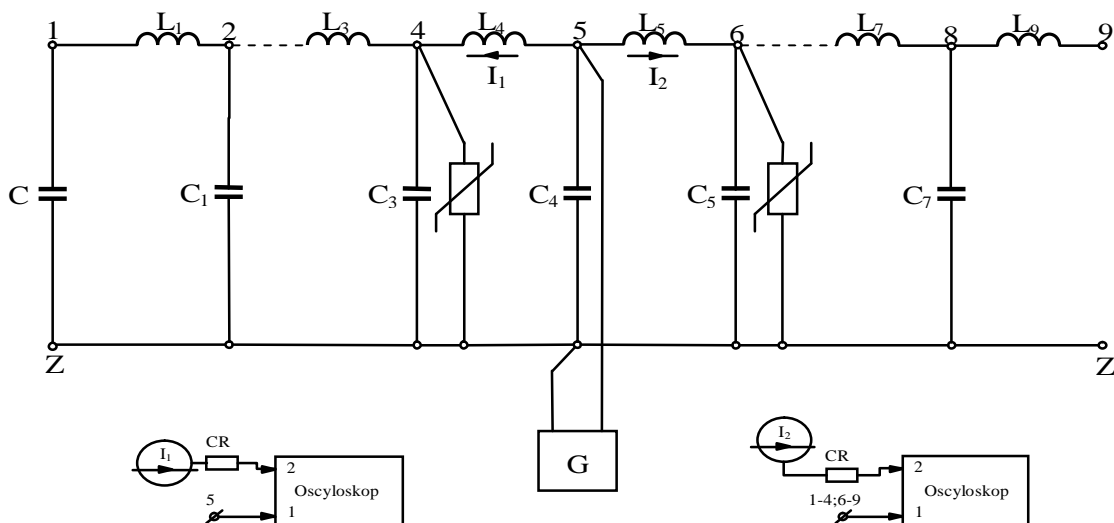 1 L₁ 2 L₃ 4 L₄ 5 L₅ 6 L₇ 8 L₉ 9
I₁ I₂
C C₁ C₃ C₄ C₅ C₇
Z Z
G
I₁ CR
2
Oscyloskop
5
1
I₂
CR
2
Oscyloskop
1-4;6-9
1